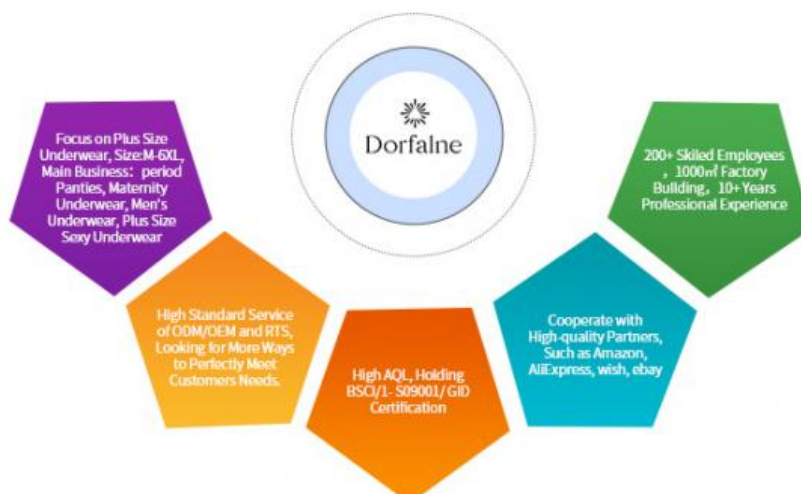 Dorfalne
Focus on Plus Size
Underwear, Size:M-6XL,
Main Business: period
Panties, Maternity
Underwear, Men's
Underwear, Plus Size
Sexy Underwear
High Standard Service
of ODM/OEM and RTS,
Looking for More Ways
to Perfectly Meet
Customers Needs.
High AQL, Holding
BSCI/1- S09001/ GID
Certification
Cooperate with
High-quality Partners,
Such as Amazon,
AliExpress, wish, ebay
200+ Skiled Employees
, 1000㎡ Factory
Building, 10+ Years
Professional Experience